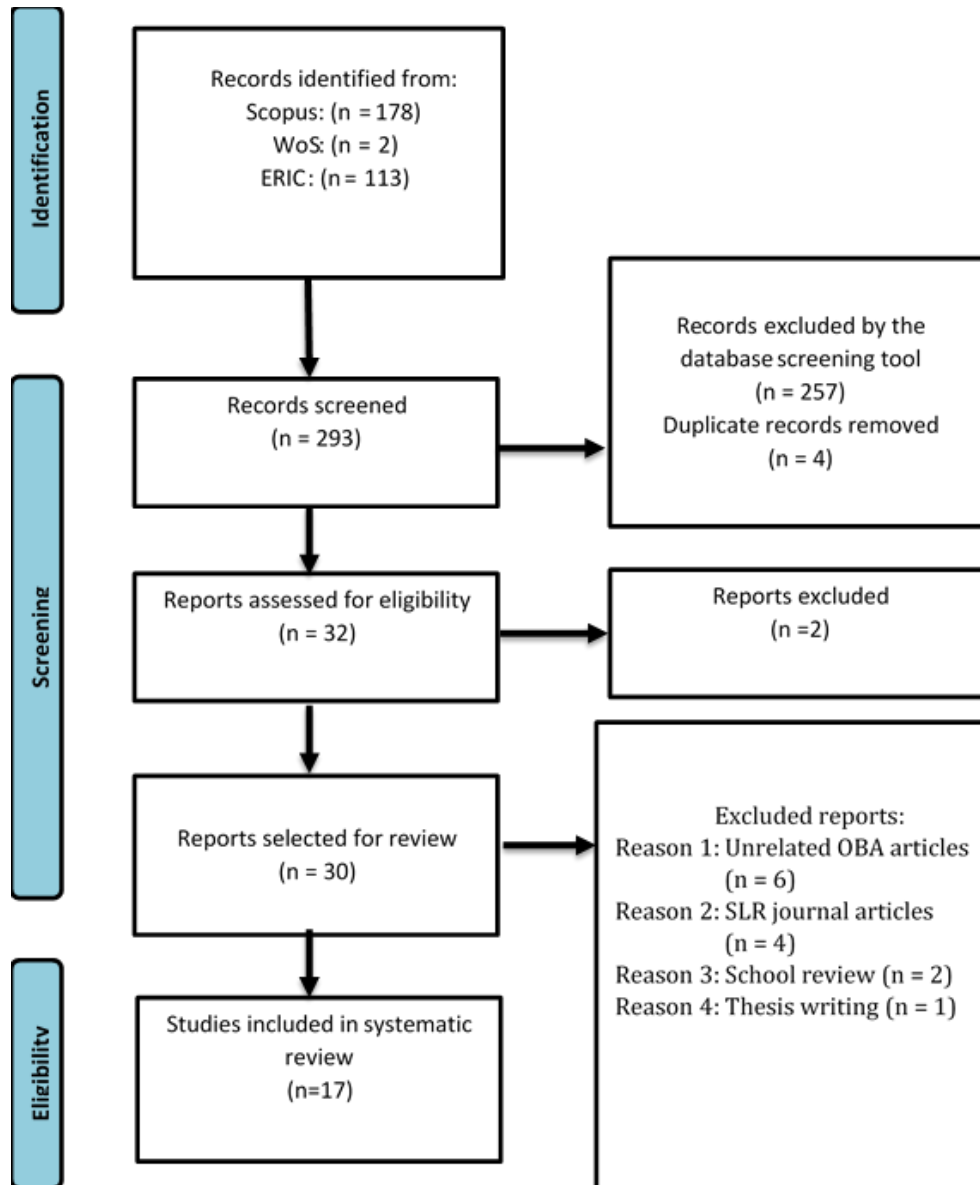 Identification
Records identified from:
Scopus: (n = 178)
WoS: (n = 2)
ERIC: (n = 113)
Records excluded by the
database screening tool
(n = 257)
Duplicate records removed
(n = 4)
Screening
Records screened
(n = 293)
Reports assessed for eligibility
(n = 32)
Reports excluded
(n =2)
Reports selected for review
(n = 30)
Excluded reports:
Reason 1: Unrelated OBA articles
(n = 6)
Reason 2: SLR journal articles
(n = 4)
Reason 3: School review (n = 2)
Reason 4: Thesis writing (n = 1)
Eligibility
Studies included in systematic
review
(n=17)